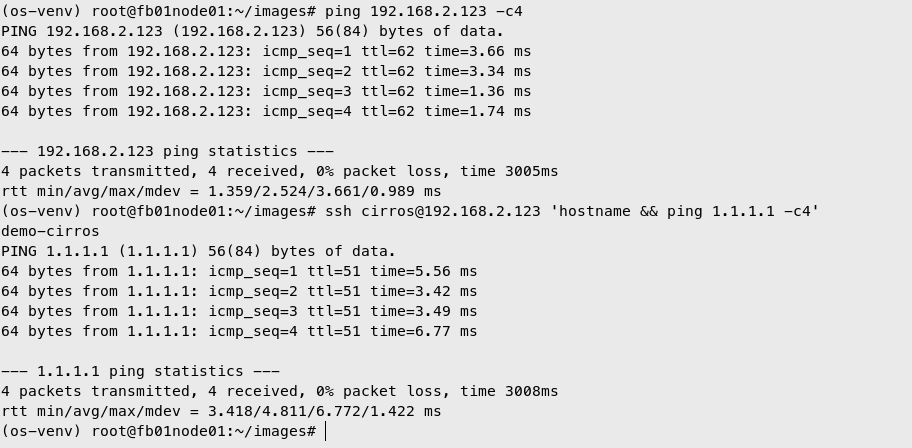 (os-venv) root@fb01node01:~/images# ping 192.168.2.123 -c4
PING 192.168.2.123 (192.168.2.123) 56(84) bytes of data.
64 bytes from 192.168.2.123: icmp_seq=1 ttl=62 time=3.66 ms
64 bytes from 192.168.2.123: icmp_seq=2 ttl=62 time=3.34 ms
64 bytes from 192.168.2.123: icmp_seq=3 ttl=62 time=1.36 ms
64 bytes from 192.168.2.123: icmp_seq=4 ttl=62 time=1.74 ms

--- 192.168.2.123 ping statistics ---
4 packets transmitted, 4 received, 0% packet loss, time 3005ms
rtt min/avg/max/mdev = 1.359/2.524/3.661/0.989 ms
(os-venv) root@fb01node01:~/images# ssh cirros@192.168.2.123 'hostname && ping 1.1.1.1 -c4'
demo-cirros
PING 1.1.1.1 (1.1.1.1) 56(84) bytes of data.
64 bytes from 1.1.1.1: icmp_seq=1 ttl=51 time=5.56 ms
64 bytes from 1.1.1.1: icmp_seq=2 ttl=51 time=3.42 ms
64 bytes from 1.1.1.1: icmp_seq=3 ttl=51 time=3.49 ms
64 bytes from 1.1.1.1: icmp_seq=4 ttl=51 time=6.77 ms

--- 1.1.1.1 ping statistics ---
4 packets transmitted, 4 received, 0% packet loss, time 3008ms
rtt min/avg/max/mdev = 3.418/4.811/6.772/1.422 ms
(os-venv) root@fb01node01:~/images#